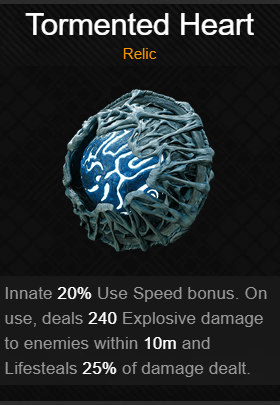 Tormented Heart
Relic
Innate 20% Use Speed bonus. On
use, deals 240 Explosive damage
to enemies within 10m and
Lifesteals 25% of damage dealt.